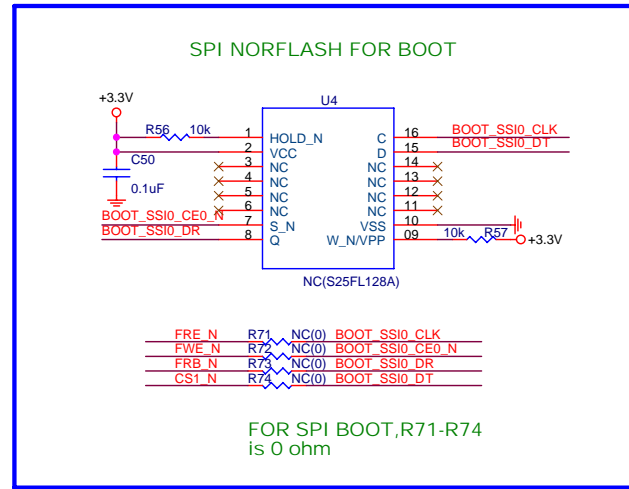 SPI NORFLASH FOR BOOT
+3.3V
U4
R56 10k
1 HOLD_N
2 VCC
3 NC
4 NC
5 NC
6 NC
BOOT_SSI0_CE0_N 7 S_N
BOOT_SSI0_DR 8 Q
C50
0.1uF
C 16 BOOT_SSI0_CLK
D 15 BOOT_SSI0_DT
NC 14
NC 13
NC 12
NC 11
VSS 10
W_N/VPP 09 10k R57 +3.3V
NC(S25FL128A)
FRE_N R71 NC(0) BOOT_SSI0_CLK
FWE_N R72 NC(0) BOOT_SSI0_CE0_N
FRB_N R73 NC(0) BOOT_SSI0_DR
CS1_N R74 NC(0) BOOT_SSI0_DT
FOR SPI BOOT,R71-R74
is 0 ohm